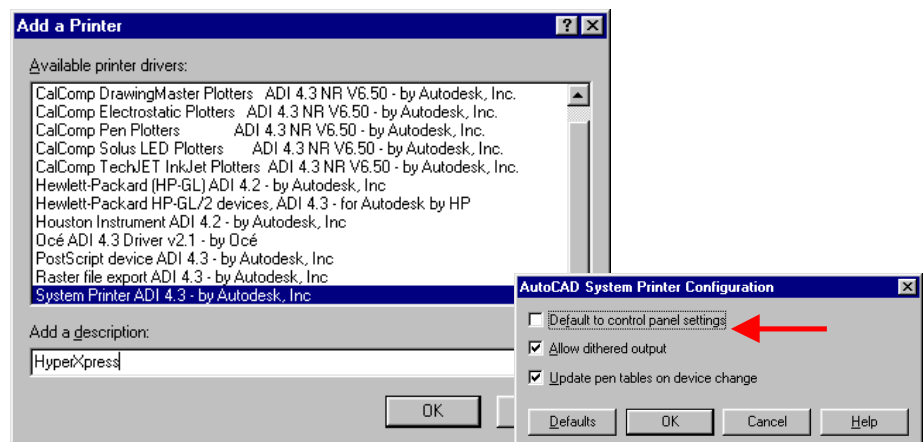 Add a Printer
Available printer drivers:
CalComp DrawingMaster Plotters ADI 4.3 NR V6.50 - by Autodesk, Inc.
CalComp Electrostatic Plotters ADI 4.3 NR V6.50 - by Autodesk, Inc.
CalComp Pen Plotters ADI 4.3 NR V6.50 - by Autodesk, Inc.
CalComp Solus LED Plotters ADI 4.3 NR V6.50 - by Autodesk, Inc.
CalComp TechJET InkJet Plotters ADI 4.3 NR V6.50 - by Autodesk, Inc.
Hewlett-Packard (HP-GL) ADI 4.2 - by Autodesk, Inc
Hewlett-Packard HP-GL/2 devices, ADI 4.3 - for Autodesk by HP
Houston Instrument ADI 4.2 - by Autodesk, Inc
Océ ADI 4.3 Driver v2.1 - by Océ
PostScript device ADI 4.3 - by Autodesk, Inc
Raster file export ADI 4.3 - by Autodesk, Inc
System Printer ADI 4.3 - by Autodesk, Inc
Add a description:
HyperXpress
OK
AutoCAD System Printer Configuration
Default to control panel settings
Allow dithered output
Update pen tables on device change
Defaults OK Cancel Help